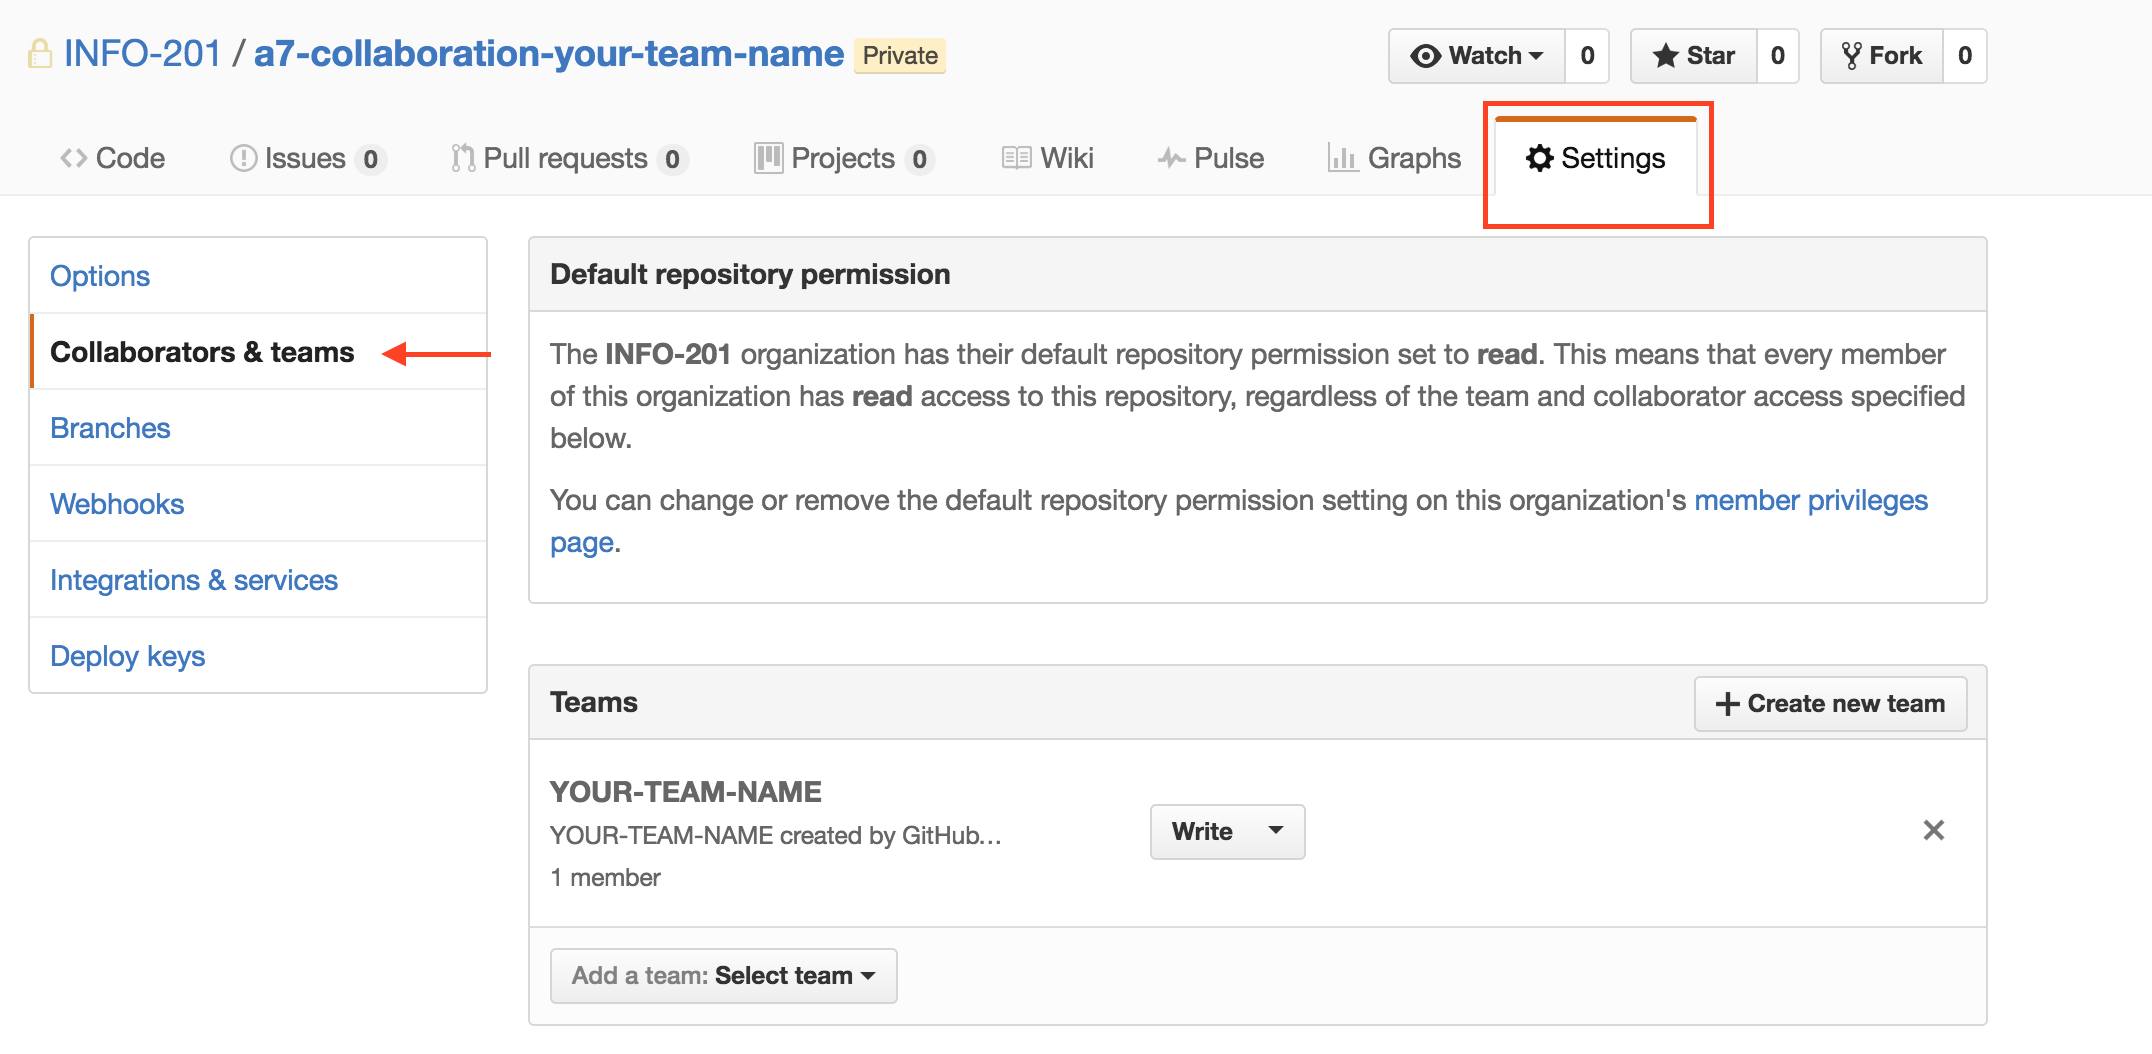 INFO-201 / a7-collaboration-your-team-name Private
Watch 0 Star 0 Fork 0
Code Issues 0 Pull requests 0 Projects 0 Wiki Pulse Graphs Settings
Options
Collaborators & teams
Branches
Webhooks
Integrations & services
Deploy keys
Default repository permission
The INFO-201 organization has their default repository permission set to read. This means that every member
of this organization has read access to this repository, regardless of the team and collaborator access specified
below.
You can change or remove the default repository permission setting on this organization's member privileges
page.
Teams
Create new team
YOUR-TEAM-NAME
YOUR-TEAM-NAME created by GitHub…
1 member
Write
Add a team: Select team